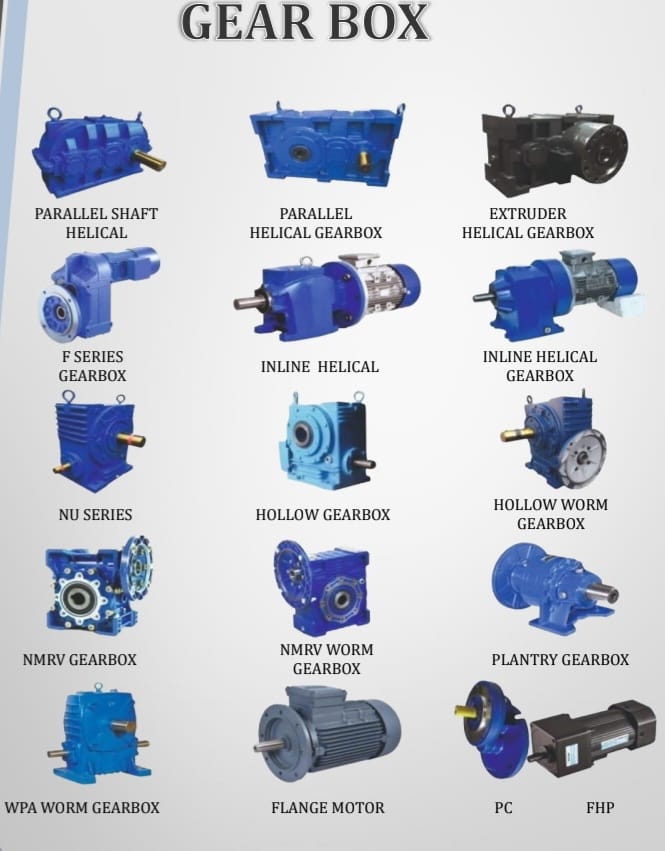 GEAR BOX
PARALLEL SHAFT
HELICAL
PARALLEL
HELICAL GEARBOX
EXTRUDER
HELICAL GEARBOX
F SERIES
GEARBOX
INLINE HELICAL
INLINE HELICAL
GEARBOX
NU SERIES
HOLLOW GEARBOX
HOLLOW WORM
GEARBOX
NMRV GEARBOX
NMRV WORM
GEARBOX
PLANTRY GEARBOX
WPA WORM GEARBOX
FLANGE MOTOR
PC
FHP